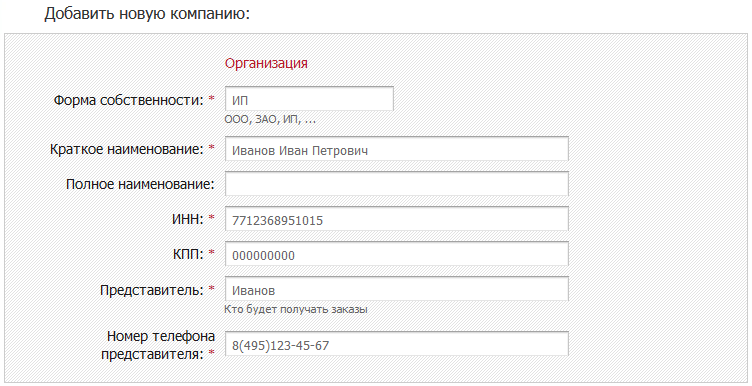 Добавить новую компанию:
Организация
Форма собственности: * ИП
ООО, ЗАО, ИП, ...
Краткое наименование: * Иванов Иван Петрович
Полное наименование:
ИНН: * 7712368951015
КПП: * 000000000
Представитель: * Иванов
Кто будет получать заказы
Номер телефона
представителя: * 8(495)123-45-67